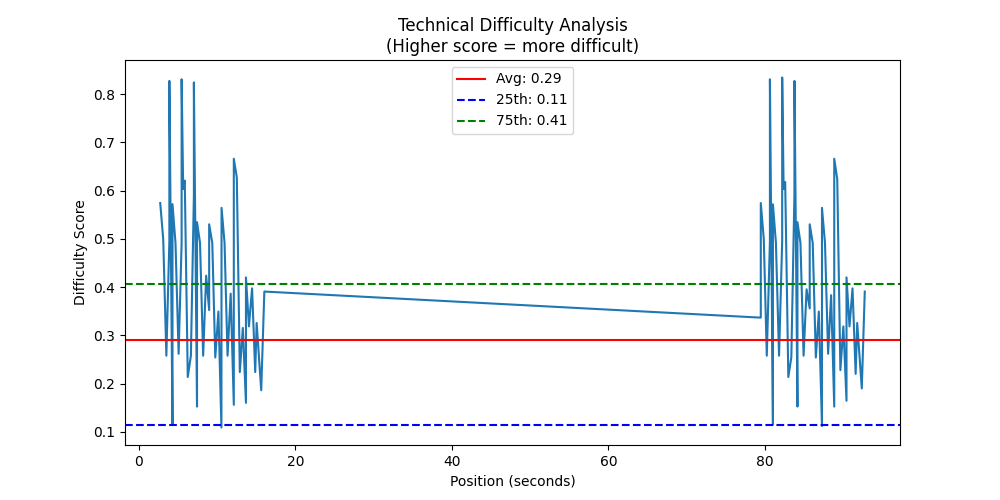 Technical Difficulty Analysis
(Higher score = more difficult)
Avg: 0.29
25th: 0.11
75th: 0.41
Difficulty Score
0.8
0.7
0.6
0.5
0.4
0.3
0.2
0.1
0 20 40 60 80
Position (seconds)